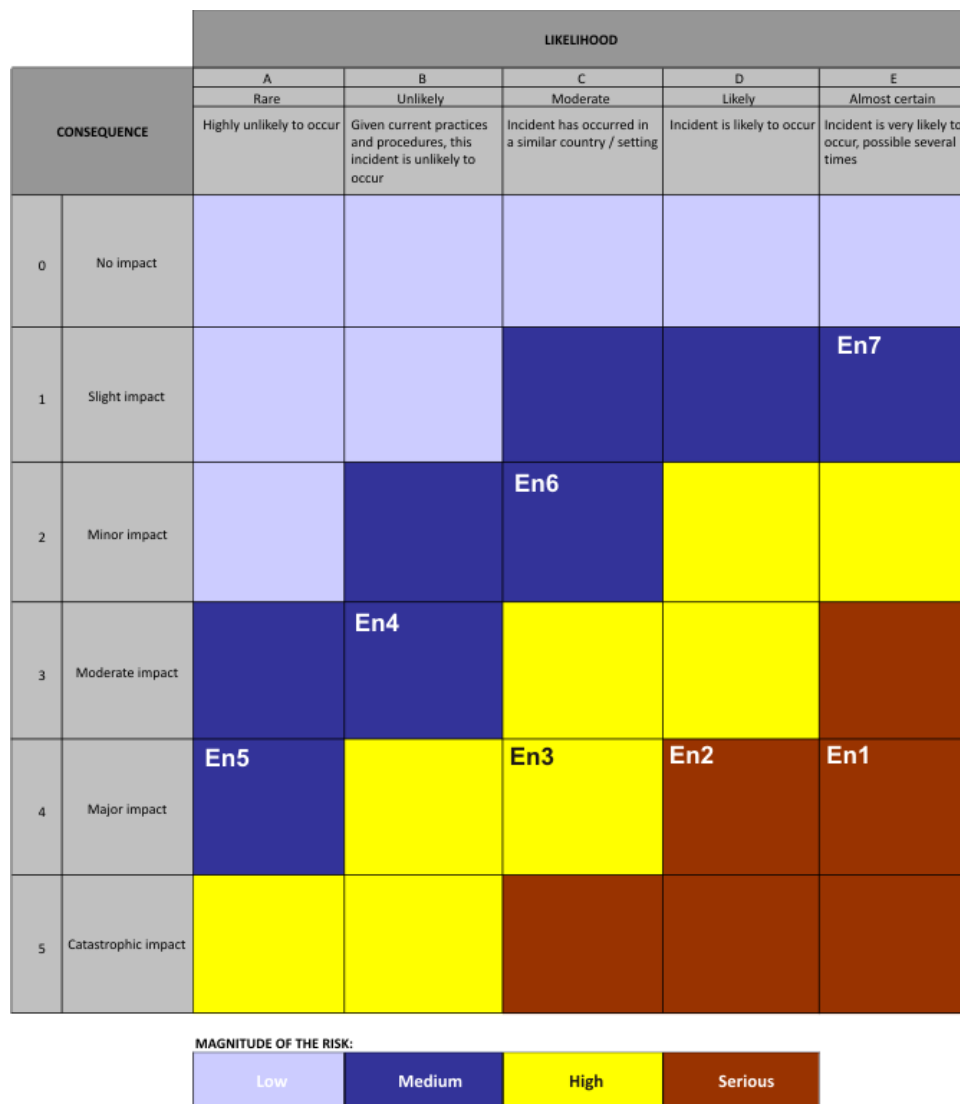 LIKELIHOOD
CONSEQUENCE
A
B
C
D
E
Rare
Unlikely
Moderate
Likely
Almost certain
Highly unlikely to occur
Given current practices
and procedures, this
incident is unlikely to
occur
Incident has occurred in
a similar country / setting
Incident is likely to occur
Incident is very likely to
occur, possible several
times
0
No impact
1
Slight impact
En7
2
Minor impact
En6
3
Moderate impact
En4
4
Major impact
En5
En3
En2
En1
5
Catastrophic impact
MAGNITUDE OF THE RISK:
Low
Medium
High
Serious